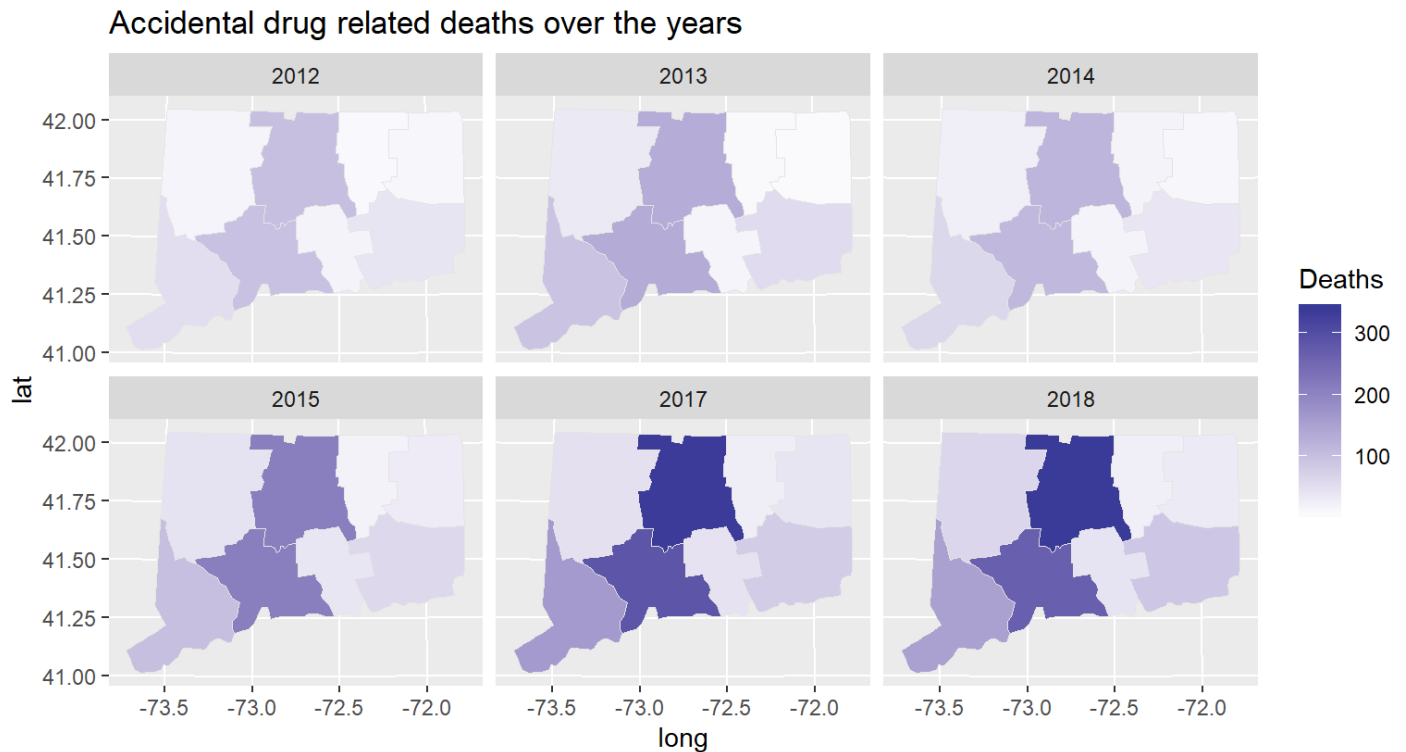 Accidental drug related deaths over the years
2012 2013 2014
42.00
41.75
41.50
41.25
41.00
lat
2015 2017 2018
42.00
41.75
41.50
41.25
41.00
-73.5 -73.0 -72.5 -72.0 -73.5 -73.0 -72.5 -72.0 -73.5 -73.0 -72.5 -72.0
long
Deaths
300
200
100